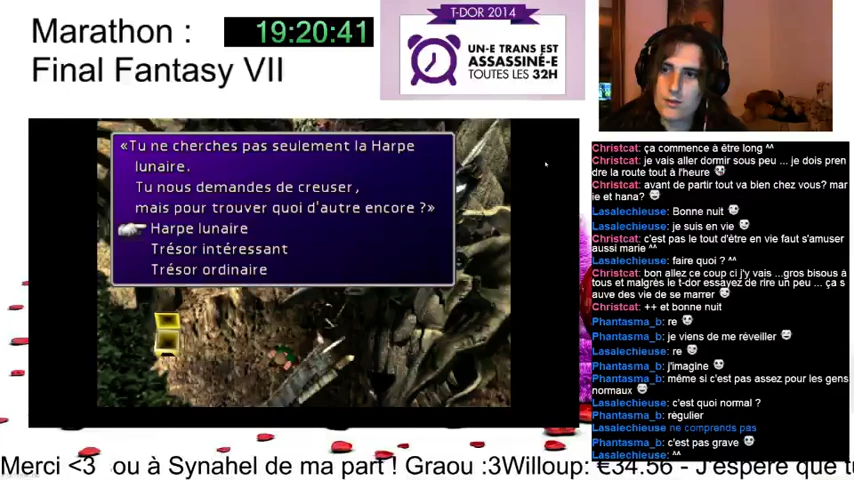 Marathon :
Final Fantasy VII
19:20:41
T-DOR 2014
UN-E TRANS EST
ASSASSINÉ-E
TOUTES LES 32H
«Tu ne cherches pas seulement la Harpe
lunaire.
Tu nous demandes de creuser,
mais pour trouver quoi d'autre encore ?»
Harpe lunaire
Trésor intéressant
Trésor ordinaire
Christcat: ça commence à être long ^^
Christcat: je vais aller dormir sous peu ... je dois pren
dre la route tout à l'heure
Christcat: avant de partir tout va bien chez vous? mar
ie et hana?
Lasalechieuse: Bonne nuit
Lasalechieuse: je suis en vie
Christcat: c'est pas le tout d'être en vie faut s'amuser
aussi marie ^^
Lasalechieuse: faire quoi ? ^^
Christcat: bon allez ce coup ci j'y vais ...gros bisous à
tous et malgrès le t-dor essayez de rire un peu ... ça s
auve des vie de se marrer
Christcat: ++ et bonne nuit
Phantasma_b: re
Phantasma_b: je viens de me réveiller
Lasalechieuse: re
Phantasma_b: j'imagine
Phantasma_b: même si c'est pas assez pour les gens
normaux
Lasalechieuse: c'est quoi normal ?
Phantasma_b: régulier
Lasalechieuse ne comprends pas
Phantasma_b: c'est pas grave
Lasalechieuse: ^^
Merci <3 ou à Synahel de ma part ! Graou :3Willoup: €34.56 - J'espère que